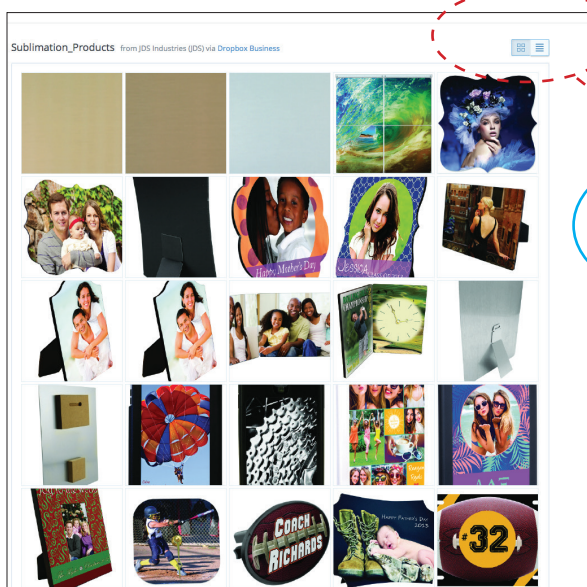 Sublimation_Products from JDS Industries (JDS) via Dropbox Business
Happy Mother's Day
JESSICA
COACH
RICHARDS
HAPPY FATHER'S DAY
2013
#32